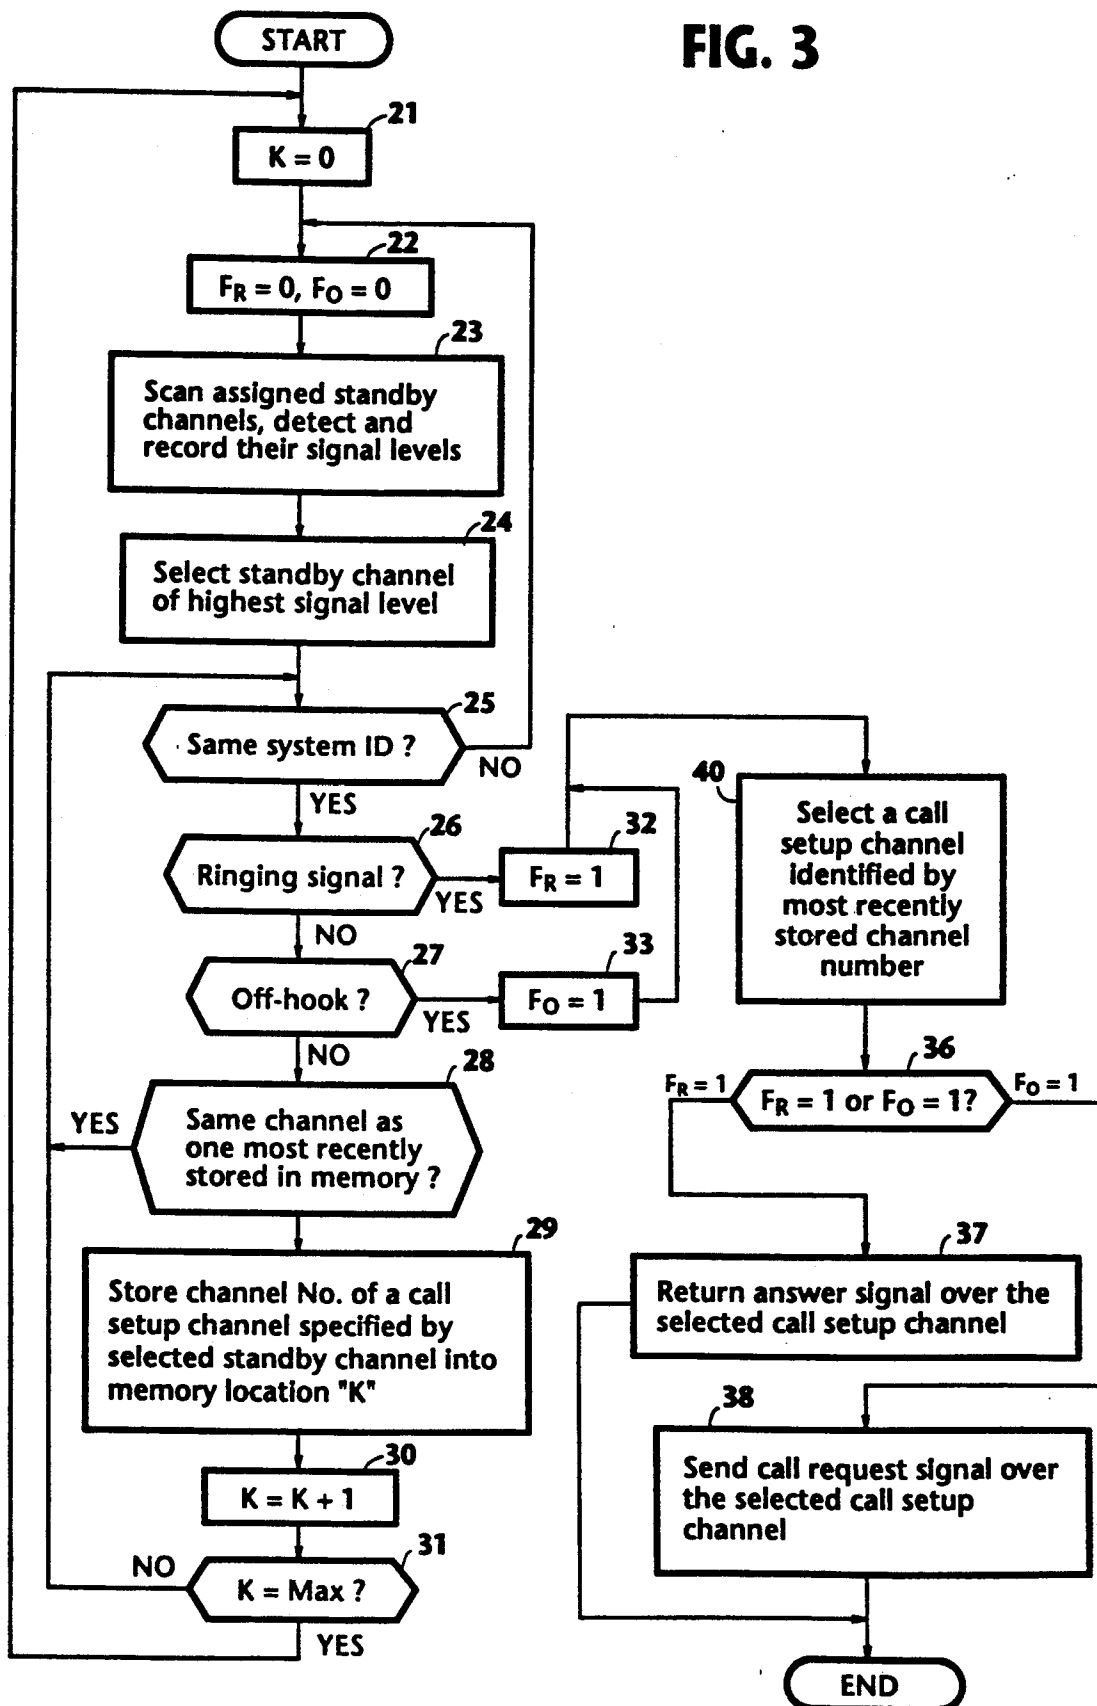 FIG. 3
START
21
K = 0
22
FR = 0, FO = 0
23
Scan assigned standby
channels, detect and
record their signal levels
24
Select standby channel
of highest signal level
25
Same system ID ?
NO
YES
26
Ringing signal ?
YES
NO
32
FR = 1
27
Off-hook ?
YES
NO
33
FO = 1
28
Same channel as
one most recently
stored in memory ?
YES
29
Store channel No. of a call
setup channel specified by
selected standby channel into
memory location "K"
30
K = K + 1
31
K = Max ?
NO
YES
40
Select a call
setup channel
identified by
most recently
stored channel
number
36
FR = 1 or FO = 1?
FR = 1
FO = 1
37
Return answer signal over the
selected call setup channel
38
Send call request signal over
the selected call setup
channel
END